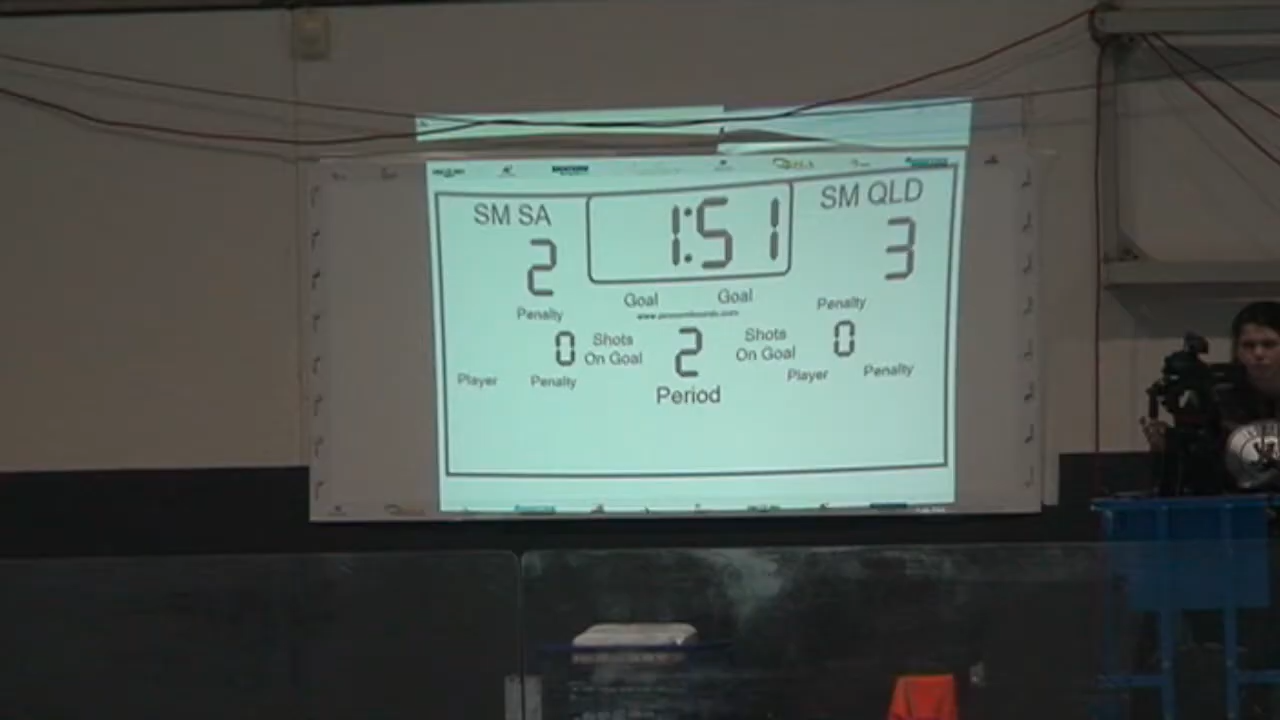 SM SA
1:51
SM QLD
2
3
Goal
Goal
Penalty
Penalty
0
Shots On Goal
2
Shots On Goal
0
Player
Penalty
Player
Penalty
Period